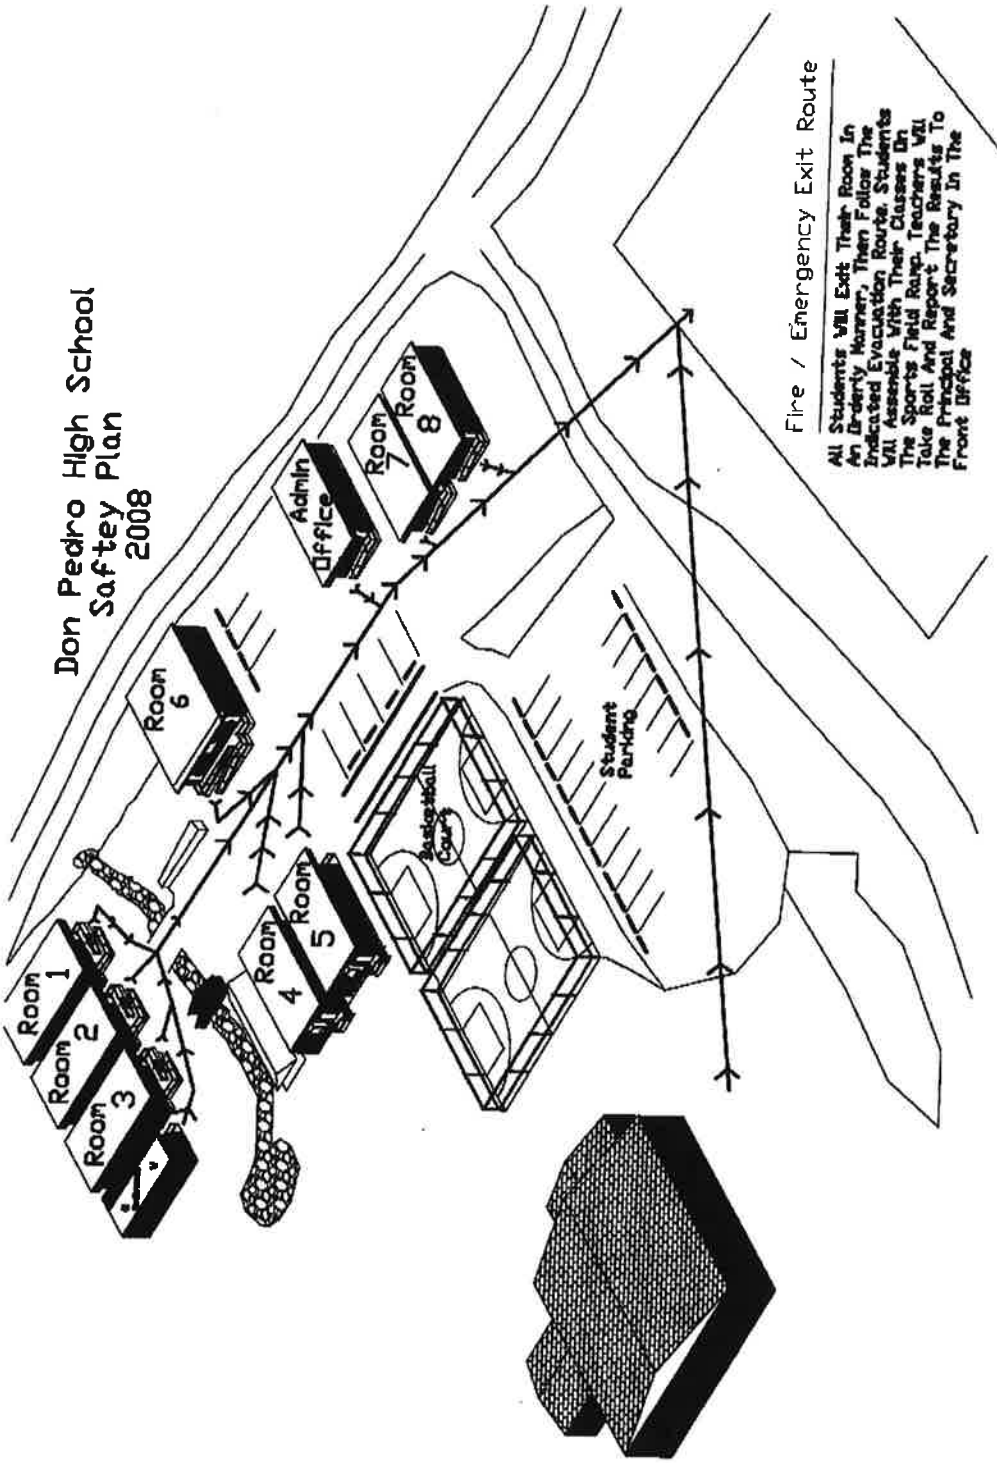 Don Pedro High School
Saftey Plan
2008
Room
1
Room
2
Room
3
Room
6
Room
4
Room
5
Admin
Office
Room
7
Room
8
Basketball
Court
Student
Parking
Fire / Emergency Exit Route
All Students Will Exit Their Room In
An Orderly Manner, Then Follow The
Indicated Evacuation Route. Students
Will Assemble With Their Classes On
The Sports Field Ramp. Teachers Will
Take Roll And Report The Results To
The Principal And Secretary In The
Front Office